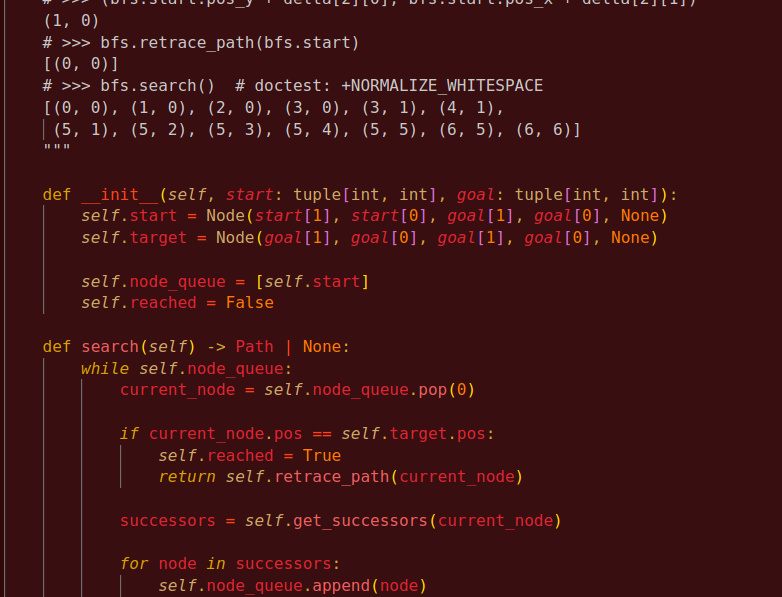 # >>> (bfs.start.pos_y + delta[2][0], bfs.start.pos_x + delta[2][1])
(1, 0)
# >>> bfs.retrace_path(bfs.start)
[(0, 0)]
# >>> bfs.search()  # doctest: +NORMALIZE_WHITESPACE
[(0, 0), (1, 0), (2, 0), (3, 0), (3, 1), (4, 1),
 (5, 1), (5, 2), (5, 3), (5, 4), (5, 5), (6, 5), (6, 6)]
"""
def __init__(self, start: tuple[int, int], goal: tuple[int, int]):
    self.start = Node(start[1], start[0], goal[1], goal[0], None)
    self.target = Node(goal[1], goal[0], goal[1], goal[0], None)
    self.node_queue = [self.start]
    self.reached = False
def search(self) -> Path | None:
    while self.node_queue:
        current_node = self.node_queue.pop(0)
        if current_node.pos == self.target.pos:
            self.reached = True
            return self.retrace_path(current_node)
        successors = self.get_successors(current_node)
        for node in successors:
            self.node_queue.append(node)